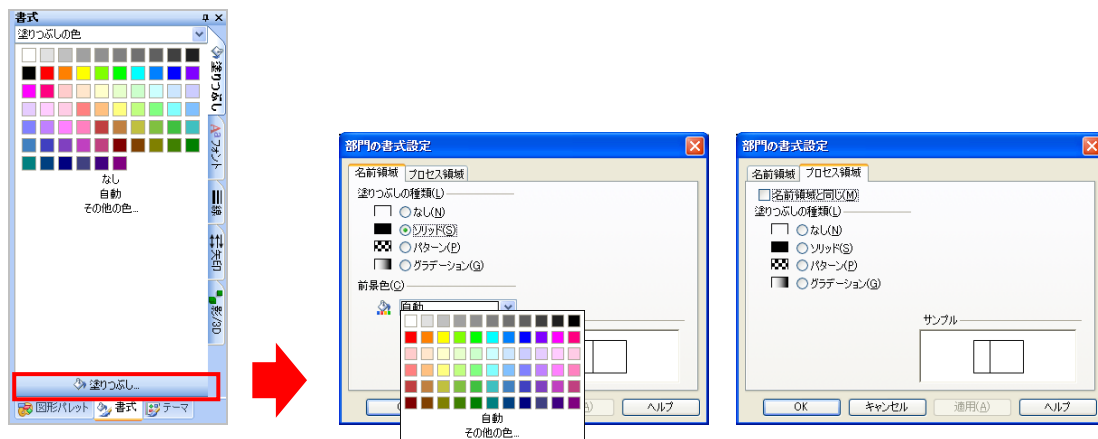 書式
塗りつぶしの色
塗りつぶし
フォント
線
矢印
影/3D
なし
自動
その他の色...
塗りつぶし...
図形パレット
書式
テーマ
部門の書式設定
名前領域 プロセス領域
塗りつぶしの種類(L)
なし(N)
ソリッド(S)
パターン(P)
グラデーション(G)
前景色(C)
自動
自動
その他の色...
ヘルプ
部門の書式設定
名前領域 プロセス領域
名前領域と同じ(M)
塗りつぶしの種類(L)
なし(N)
ソリッド(S)
パターン(P)
グラデーション(G)
サンプル
OK キャンセル 適用(A) ヘルプ